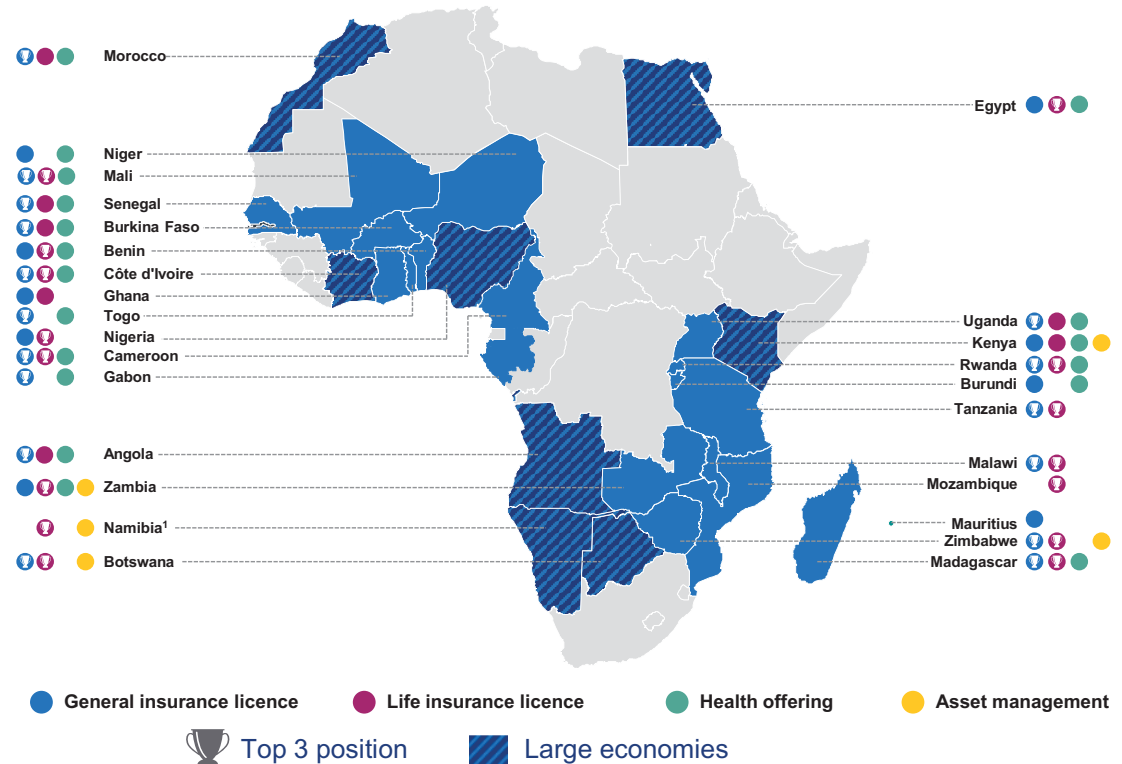 Morocco
Egypt
Niger
Mali
Senegal
Burkina Faso
Benin
Côte d'Ivoire
Ghana
Togo
Nigeria
Cameroon
Gabon
Uganda
Kenya
Rwanda
Burundi
Tanzania
Angola
Zambia
Namibia¹
Botswana
Malawi
Mozambique
Mauritius
Zimbabwe
Madagascar
General insurance licence Life insurance licence Health offering Asset management
Top 3 position Large economies